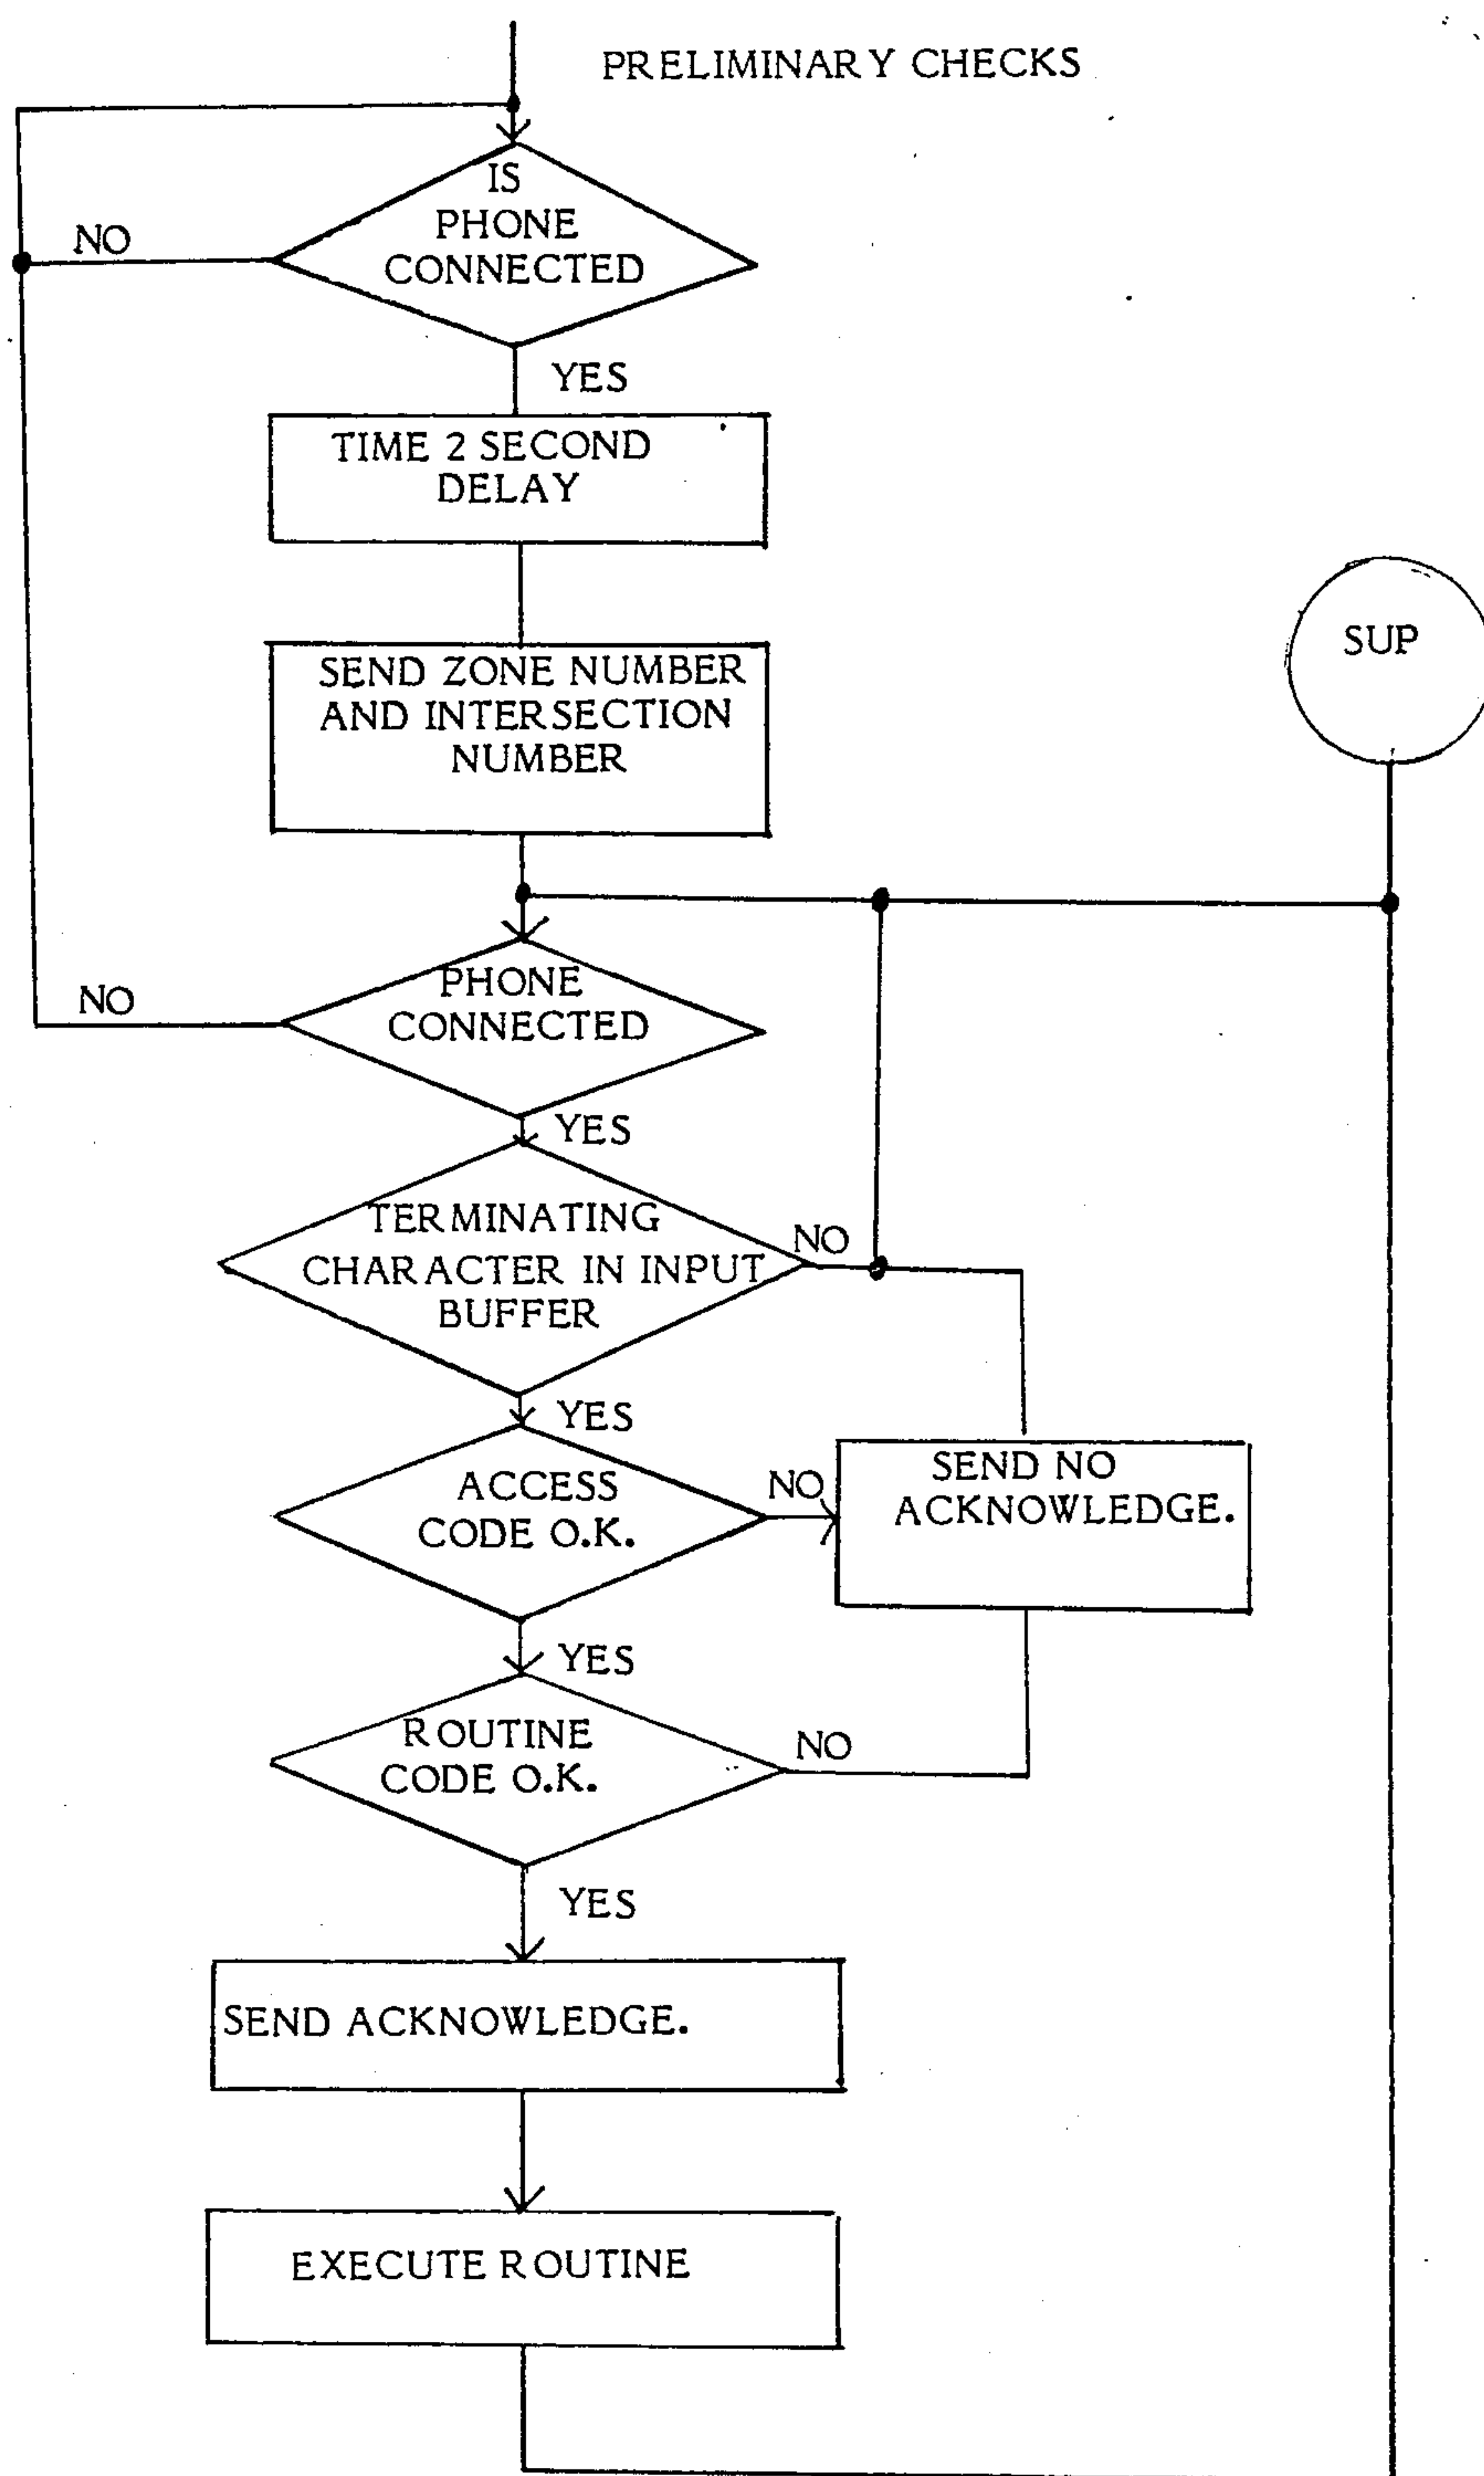 PRELIMINARY CHECKS
IS
PHONE
CONNECTED
NO
YES
TIME 2 SECOND
DELAY
SEND ZONE NUMBER
AND INTERSECTION
NUMBER
SUP
PHONE
CONNECTED
NO
YES
TERMINATING
CHARACTER IN INPUT
BUFFER
NO
YES
ACCESS
CODE O.K.
NO
SEND NO
ACKNOWLEDGE.
YES
ROUTINE
CODE O.K.
NO
YES
SEND ACKNOWLEDGE.
EXECUTE ROUTINE